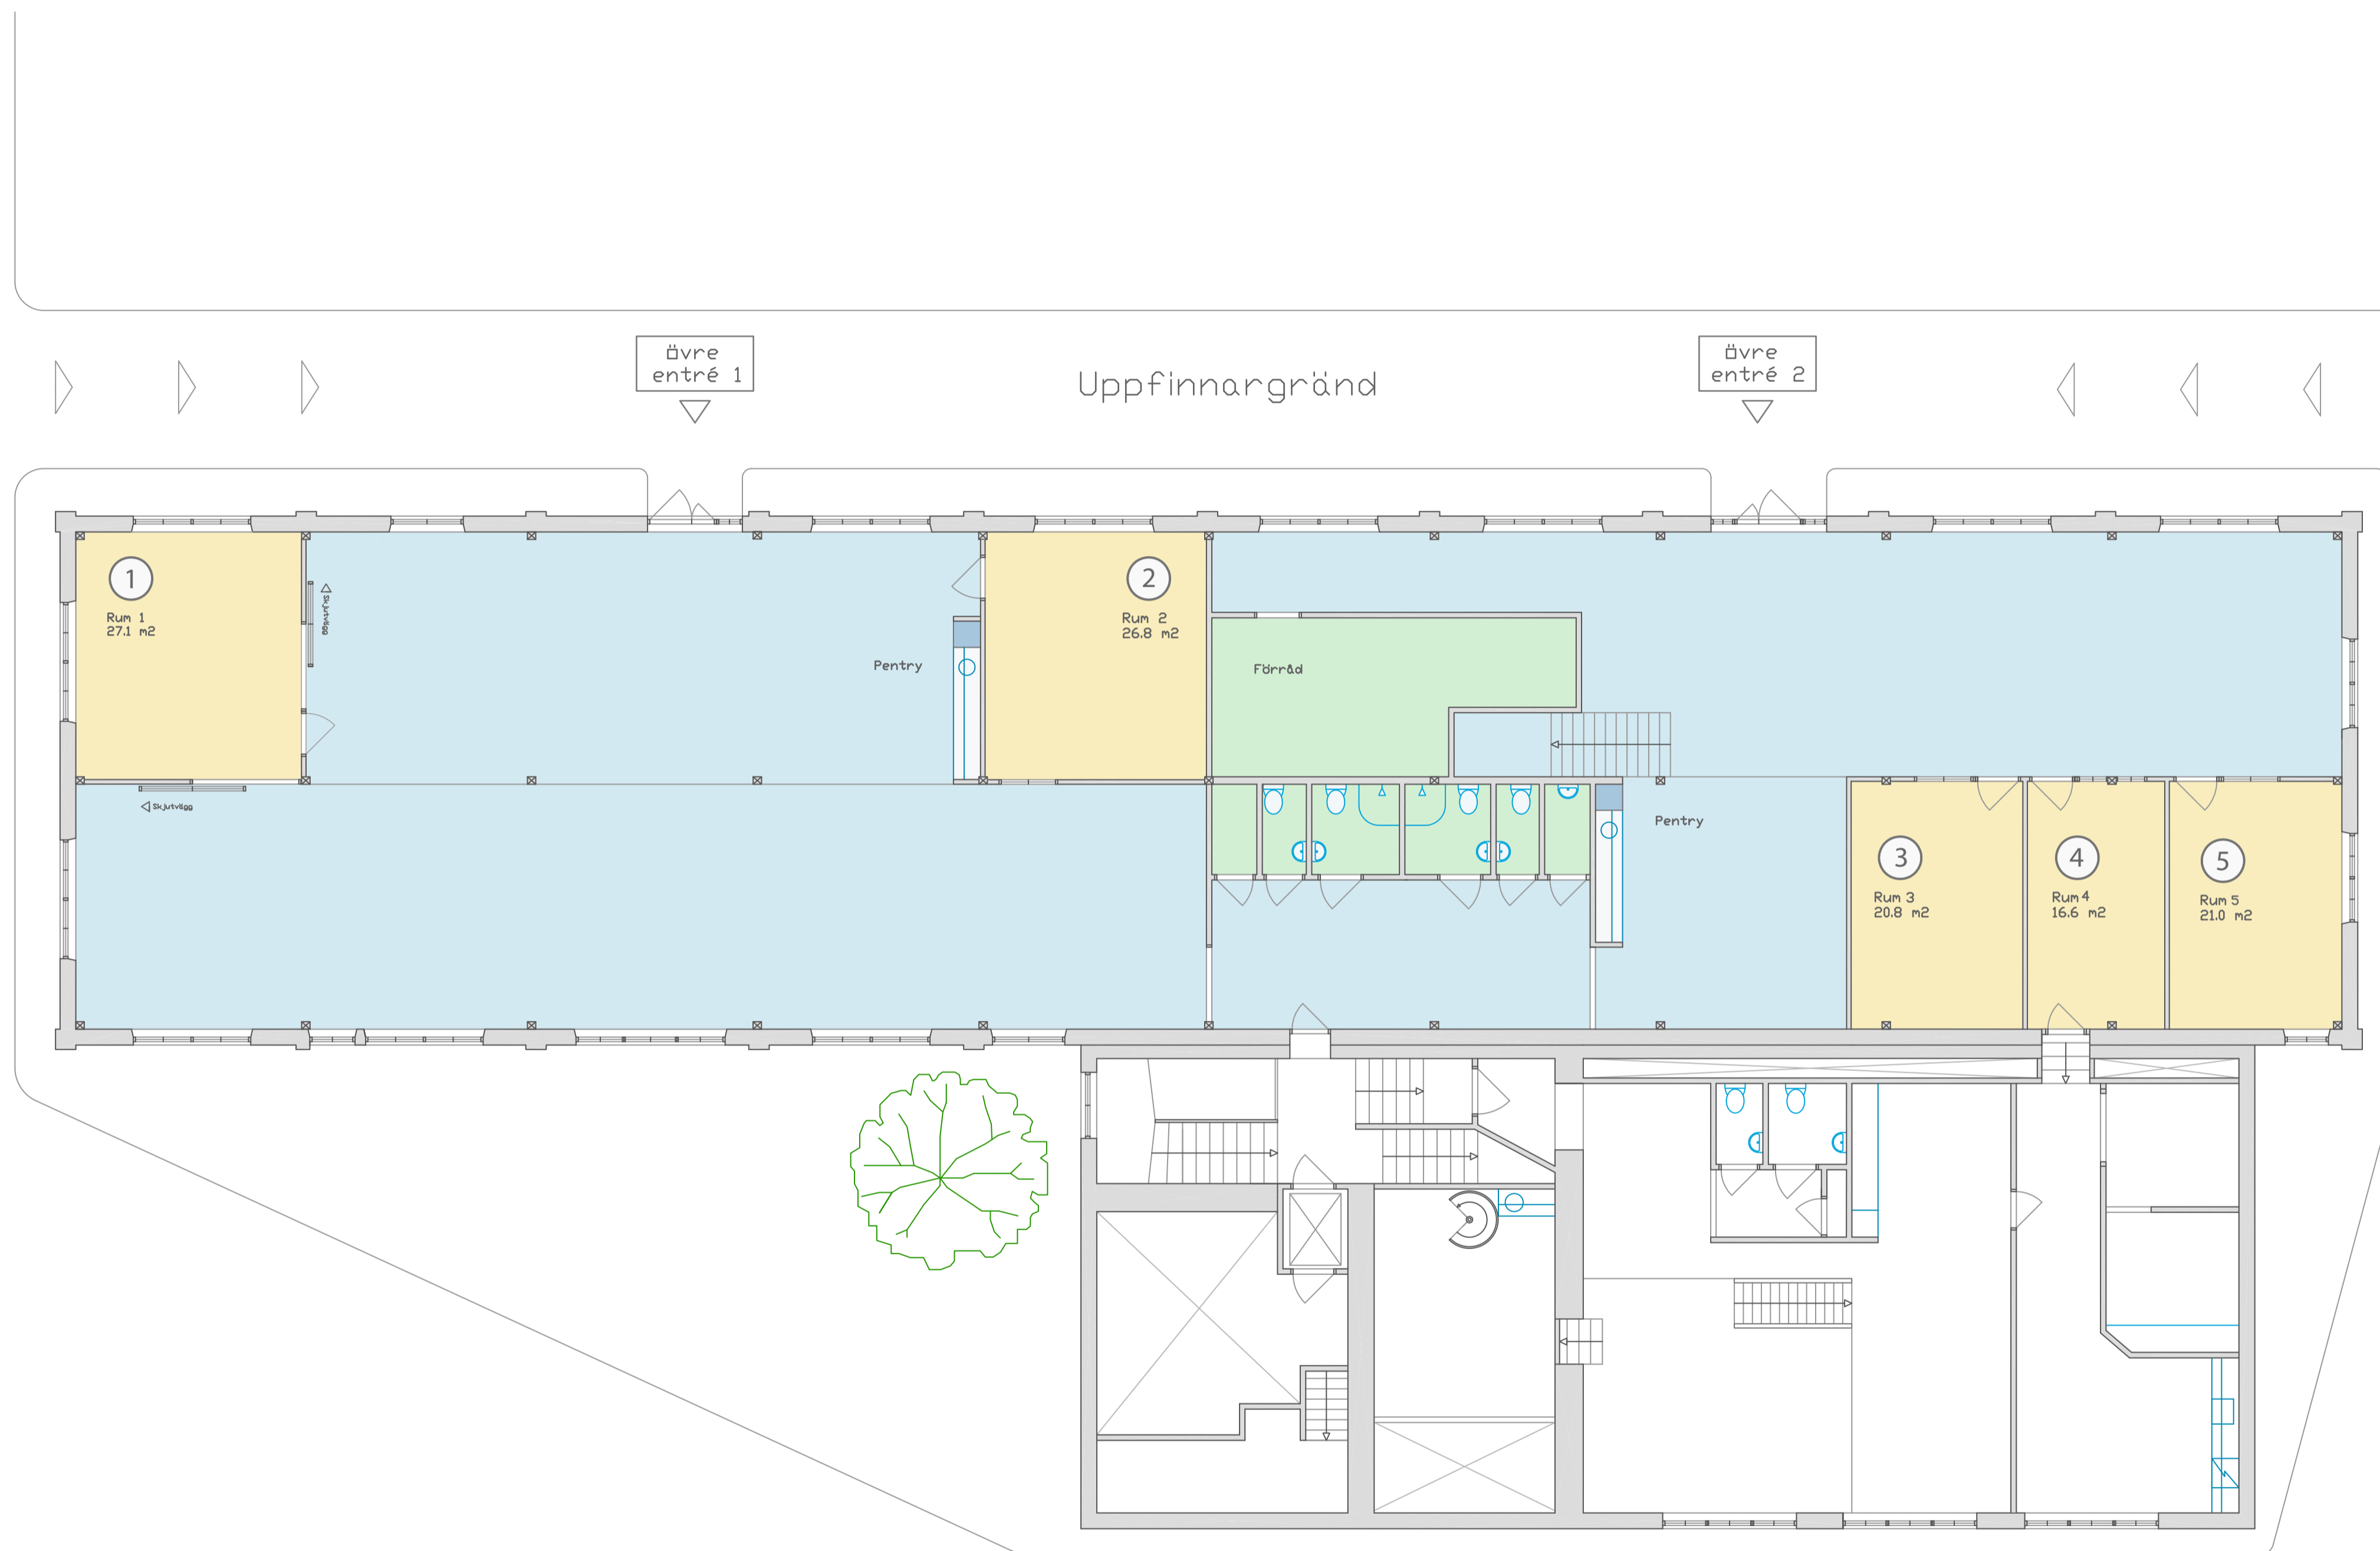 övre
entré 1
Uppfinnargränd
övre
entré 2
1
Rum 1
27.1 m2
Skjutvägg
Pentry
2
Rum 2
26.8 m2
Förråd
Skjutvägg
Pentry
3
Rum 3
20.8 m2
4
Rum 4
16.6 m2
5
Rum 5
21.0 m2